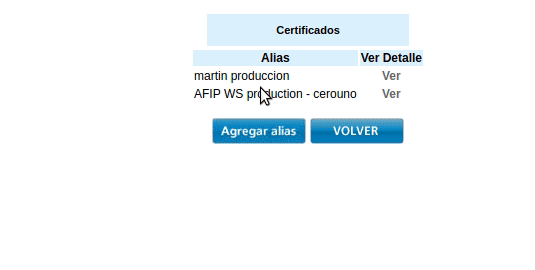 Certificados
Alias Ver Detalle
martin produccion Ver
AFIP WS production - cerouno Ver
Agregar alias VOLVER